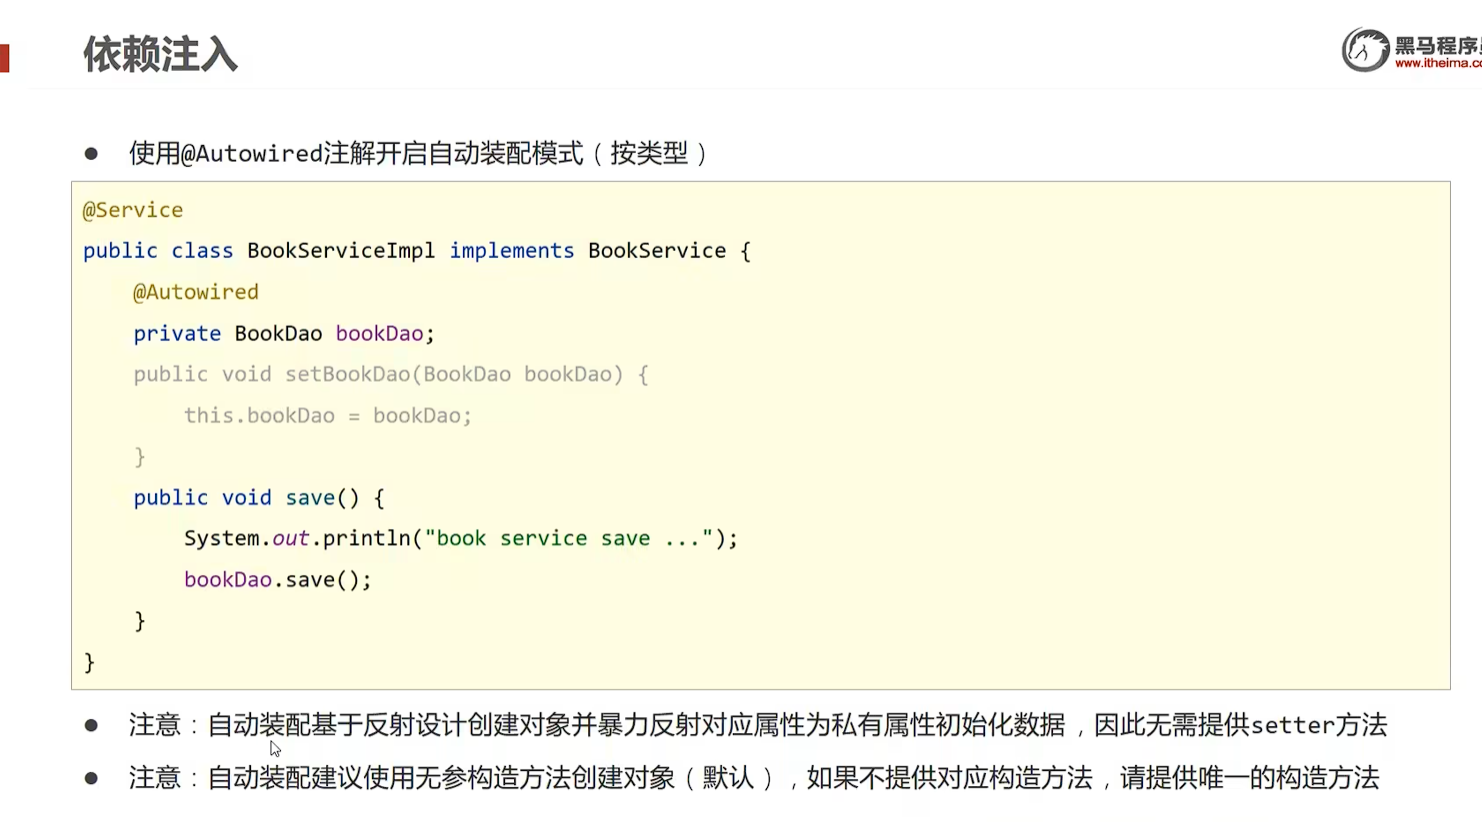 依赖注入
黑马程序员
www.itheima.co
● 使用@Autowired注解开启自动装配模式（按类型）
@Service
public class BookServiceImpl implements BookService {
    @Autowired
    private BookDao bookDao;
    public void setBookDao(BookDao bookDao) {
        this.bookDao = bookDao;
    }
    public void save() {
        System.out.println("book service save ...");
        bookDao.save();
    }
}
● 注意：自动装配基于反射设计创建对象并暴力反射对应属性为私有属性初始化数据，因此无需提供setter方法
● 注意：自动装配建议使用无参构造方法创建对象（默认），如果不提供对应构造方法，请提供唯一的构造方法